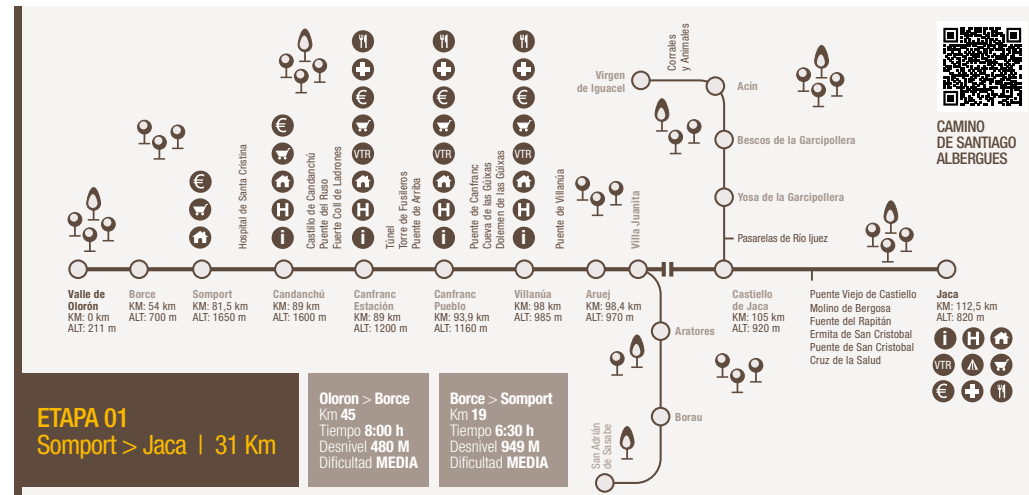 Corrales
y Animales
Virgen
de Iguacel
Acín
CAMINO
DE SANTIAGO
ALBERGUES
Bescos de la Garcipollera
Yosa de la Garcipollera
Pasarelas de Río Ijuez
€
€
VTR
H
i
€
VTR
H
i
€
VTR
H
i
€
H
i
Hospital de Santa Cristina
Castillo de Candanchú
Puente del Ruso
Fuerte Coll de Ladrones
Túnel
Torre de Fusileros
Puente de Arriba
Puente de Canfranc
Cueva de las Güixas
Dolemen de las Güixas
Puente de Villanúa
Villa Juanita
Valle de
Olorón
KM: 0 km
ALT: 211 m
Borce
KM: 54 km
ALT: 700 m
Somport
KM: 81,5 km
ALT: 1650 m
Candanchú
KM: 89 km
ALT: 1600 m
Canfranc
Estación
KM: 89 km
ALT: 1200 m
Canfranc
Pueblo
KM: 93,9 km
ALT: 1160 m
Villanúa
KM: 98 km
ALT: 985 m
Aruej
KM: 98,4 km
ALT: 970 m
Castiello
de Jaca
KM: 105 km
ALT: 920 m
Puente Viejo de Castiello
Molino de Bergosa
Fuente del Rapitán
Ermita de San Cristobal
Puente de San Cristobal
Cruz de la Salud
Jaca
KM: 112,5 km
ALT: 820 m
i H
VTR
€
Aratores
Borau
San Adrián
de Sasabe
ETAPA 01
Somport > Jaca | 31 Km
Oloron > Borce
Km 45
Tiempo 8:00 h
Desnivel 480 M
Dificultad MEDIA
Borce > Somport
Km 19
Tiempo 6:30 h
Desnivel 949 M
Dificultad MEDIA